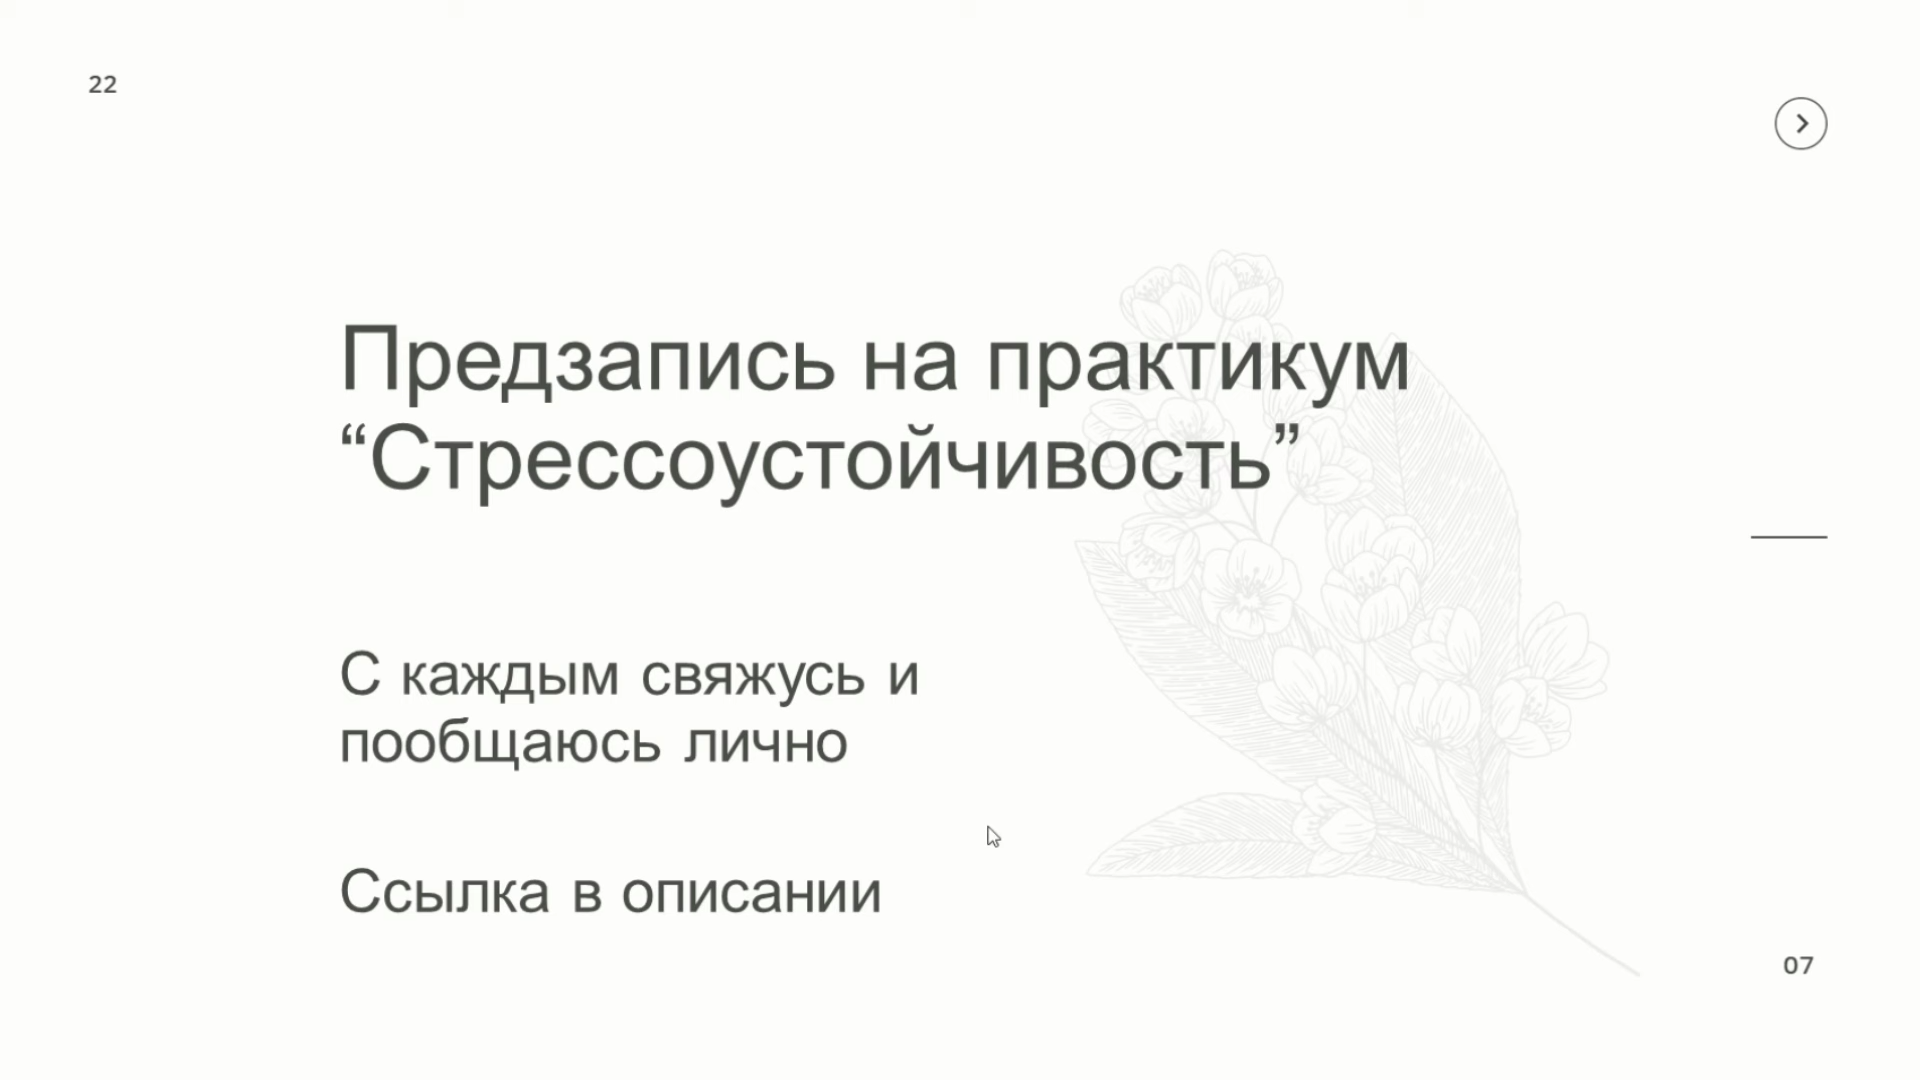 22
Предзапись на практикум
“Стрессоустойчивость”
С каждым свяжусь и
пообщаюсь лично
Ссылка в описании
07